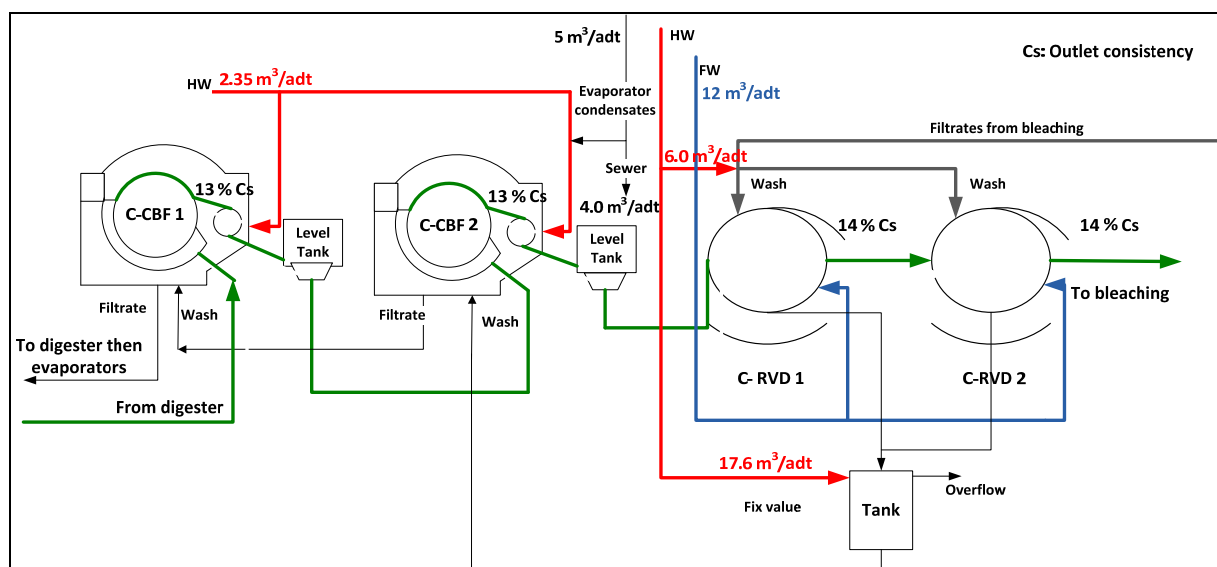 5 m³/adt
HW
Cs: Outlet consistency
HW
2.35 m³/adt
FW
12 m³/adt
Evaporator
condensates
Filtrates from bleaching
6.0 m³/adt
Sewer
Wash
Wash
13 % Cs
13 % Cs
4.0 m³/adt
C-CBF 1
C-CBF 2
14 % Cs
14 % Cs
Level
Tank
Level
Tank
To bleaching
Filtrate
Wash
Filtrate
Wash
To digester then
evaporators
C- RVD 1
C-RVD 2
From digester
17.6 m³/adt
Overflow
Fix value
Tank